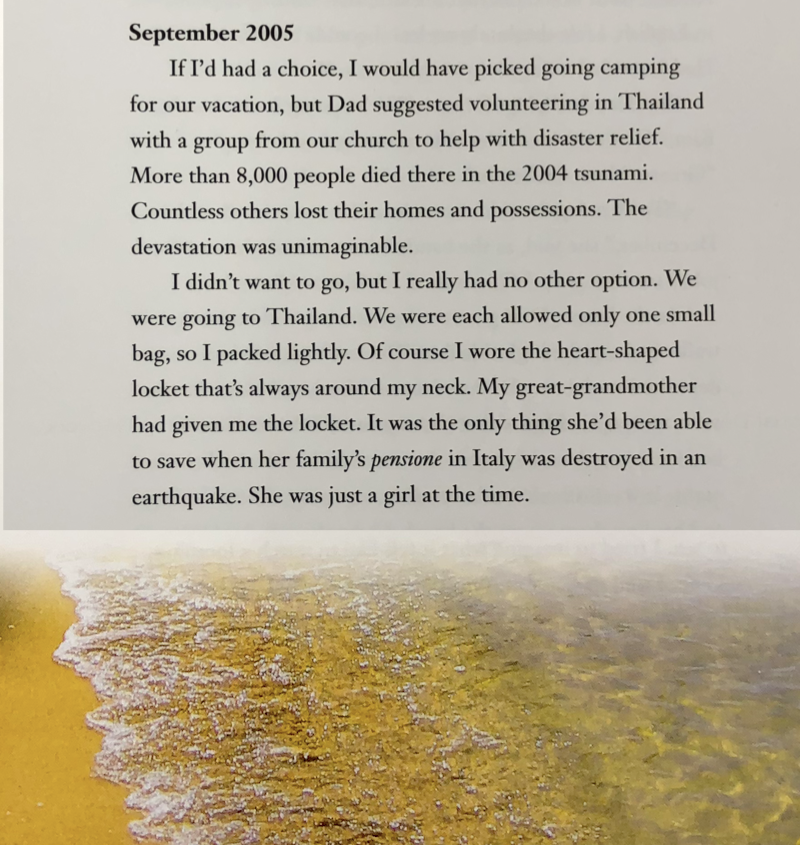 September 2005
If I’d had a choice, I would have picked going camping
for our vacation, but Dad suggested volunteering in Thailand
with a group from our church to help with disaster relief.
More than 8,000 people died there in the 2004 tsunami.
Countless others lost their homes and possessions. The
devastation was unimaginable.
I didn’t want to go, but I really had no other option. We
were going to Thailand. We were each allowed only one small
bag, so I packed lightly. Of course I wore the heart-shaped
locket that’s always around my neck. My great-grandmother
had given me the locket. It was the only thing she’d been able
to save when her family’s pensione in Italy was destroyed in an
earthquake. She was just a girl at the time.